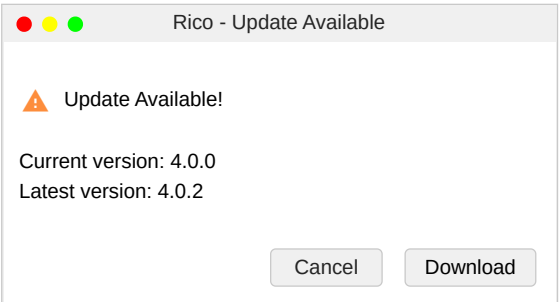 Rico - Update Available
Update Available!
Current version: 4.0.0
Latest version: 4.0.2
Cancel Download